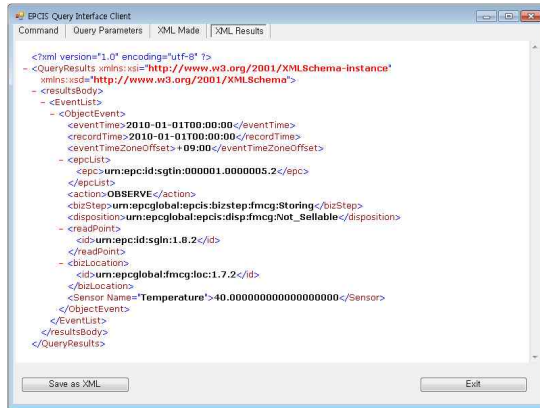 EPCIS Query Interface Client
Command Query Parameters XML Made XML Results
<?xml version="1.0" encoding="utf-8" ?>
- <QueryResults xmlns:xsi="http://www.w3.org/2001/XMLSchema-instance"
xmlns:xsd="http://www.w3.org/2001/XMLSchema">
- <resultsBody>
- <EventList>
- <ObjectEvent>
<eventTime>2010-01-01T00:00:00</eventTime>
<recordTime>2010-01-01T00:00:00</recordTime>
<eventTimeZoneOffset>+09:00</eventTimeZoneOffset>
- <epcList>
<epc>urn:epc:id:sgtin:000001.0000005.2</epc>
</epcList>
<action>OBSERVE</action>
<bizStep>urn:epcglobal:epcis:bizstep:fmcg:Storing</bizStep>
<disposition>urn:epcglobal:epcis:disp:fmcg:Not_Sellable</disposition>
- <readPoint>
<id>urn:epc:id:sgln:1.8.2</id>
</readPoint>
- <bizLocation>
<id>urn:epcglobal:fmcg:loc:1.7.2</id>
</bizLocation>
<Sensor Name="Temperature">40.000000000000000000</Sensor>
</ObjectEvent>
</EventList>
</resultsBody>
</QueryResults>
Save as XML Exit